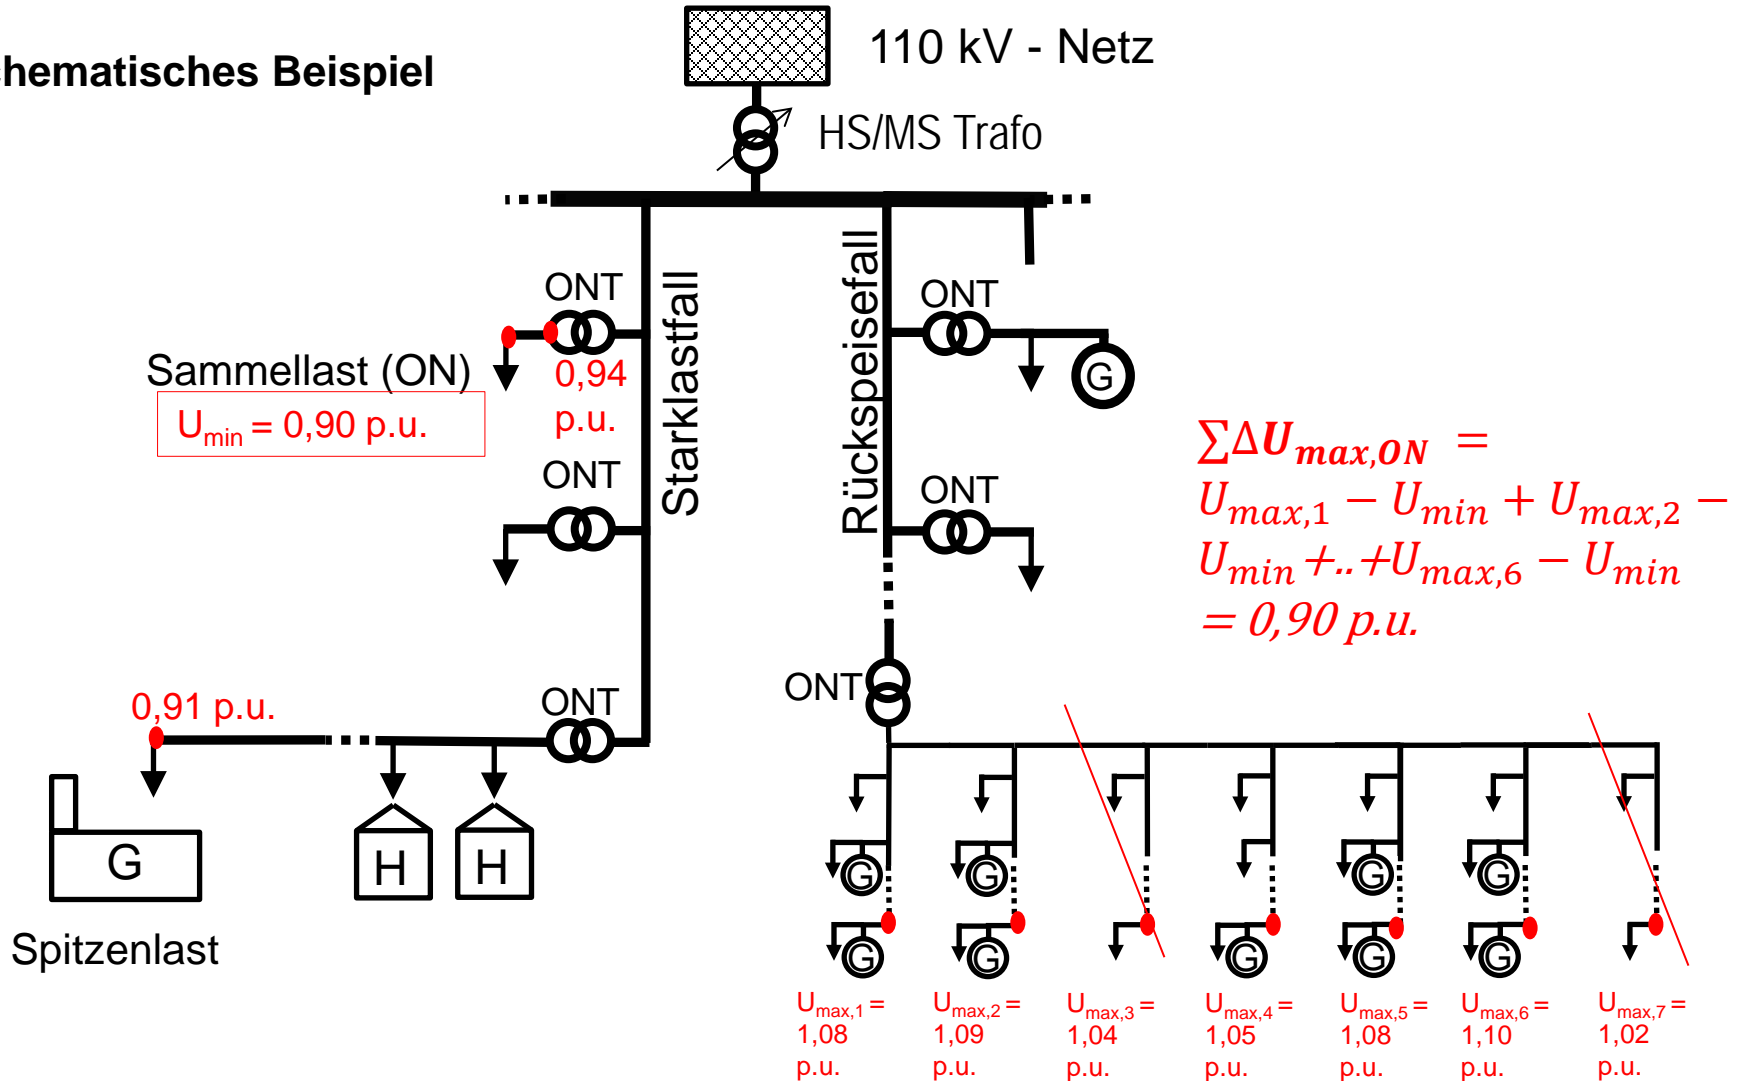 chematisches Beispiel
110 kV - Netz
HS/MS Trafo
ONT
Starklastfall
Rückspeisefall
ONT
Sammellast (ON)
0,94
p.u.
U_min = 0,90 p.u.
G
∑ΔU_max,ON =
U_max,1 − U_min + U_max,2 −
U_min +..+U_max,6 − U_min
= 0,90 p.u.
ONT
ONT
ONT
0,91 p.u.
ONT
G
H
H
Spitzenlast
G
G
G
G
G
G
G
G
G
U_max,1 =
1,08
p.u.
U_max,2 =
1,09
p.u.
U_max,3 =
1,04
p.u.
U_max,4 =
1,05
p.u.
U_max,5 =
1,08
p.u.
U_max,6 =
1,10
p.u.
U_max,7 =
1,02
p.u.